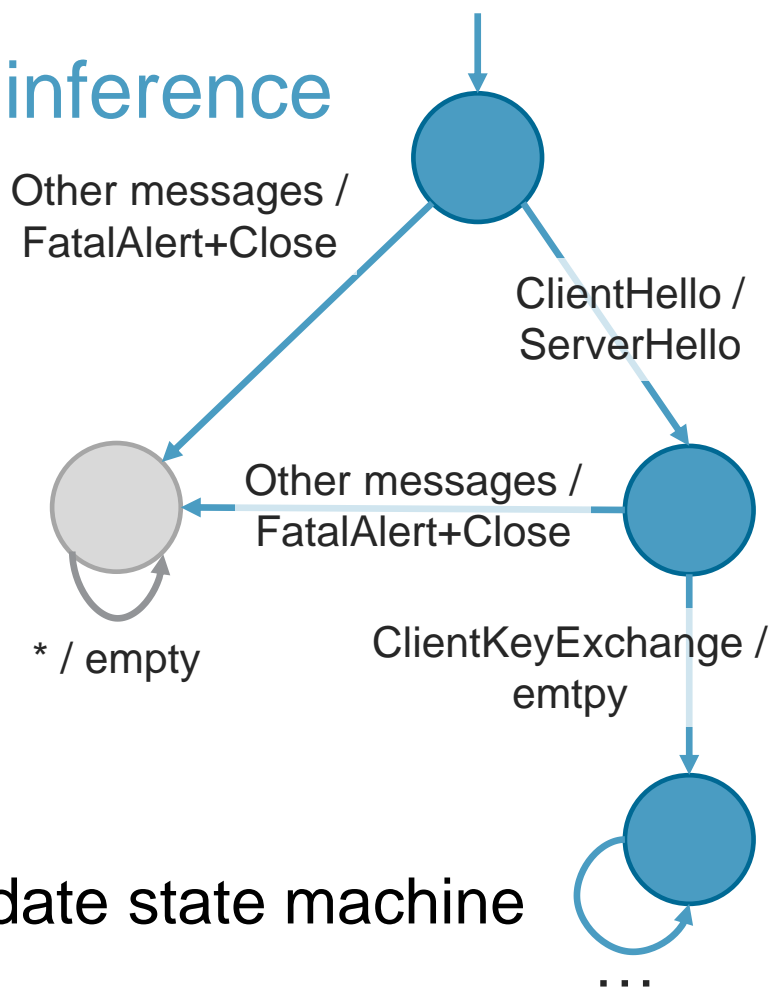 inference
Other messages /
FatalAlert+Close
ClientHello /
ServerHello
Other messages /
FatalAlert+Close
* / empty
ClientKeyExchange /
emtpy
date state machine
...